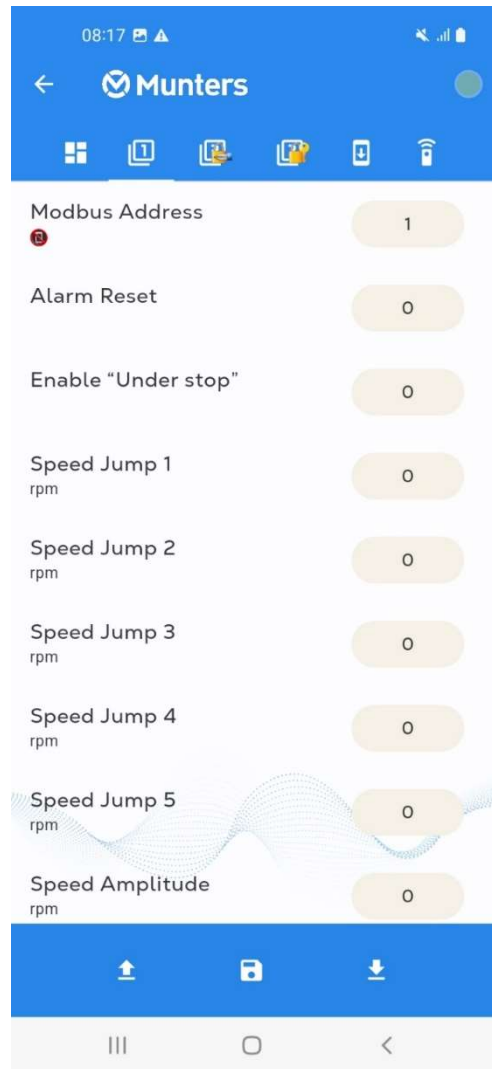 08:17
Munters
1
Modbus Address
1
Alarm Reset
0
Enable “Under stop”
0
Speed Jump 1
0
rpm
Speed Jump 2
0
rpm
Speed Jump 3
0
rpm
Speed Jump 4
0
rpm
Speed Jump 5
0
rpm
Speed Amplitude
0
rpm